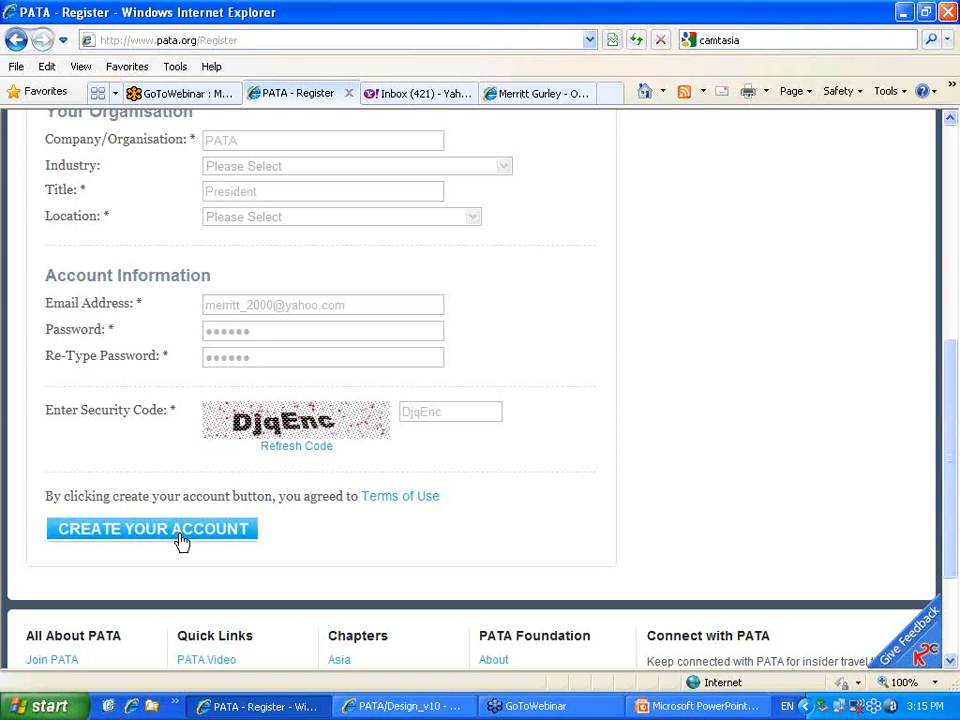 PATA - Register - Windows Internet Explorer
http://www.pata.org/Register
camtasia
File Edit View Favorites Tools Help
Favorites
GoToWebinar : M...
PATA - Register
Inbox (421) - Yah...
Merritt Gurley - O...
Page
Safety
Tools
Your Organisation
Company/Organisation: * PATA
Industry: Please Select
Title: * President
Location: * Please Select
Account Information
Email Address: * merritt_2000@yahoo.com
Password: * ●●●●●●
Re-Type Password: * ●●●●●●
Enter Security Code: * DjqEnc DjqEnc
Refresh Code
By clicking create your account button, you agreed to Terms of Use
CREATE YOUR ACCOUNT
Give Feedback
All About PATA Quick Links Chapters PATA Foundation Connect with PATA
Join PATA PATA Video Asia About Keep connected with PATA for insider travel
Internet 100%
start
PATA - Register - Wi...
PATA/Design_v10 - ...
GoToWebinar
Microsoft PowerPoint...
EN
3:15 PM